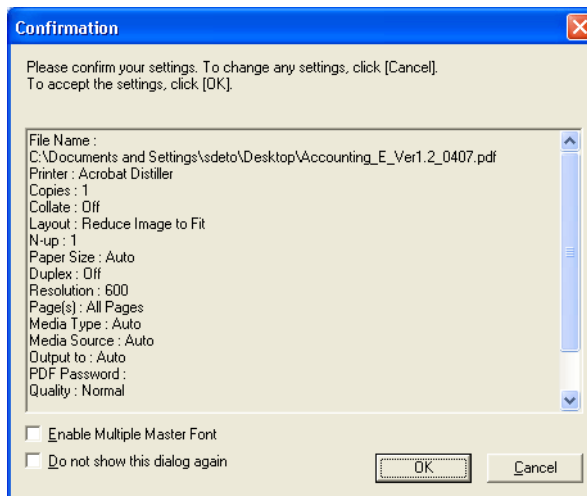 Confirmation
Please confirm your settings. To change any settings, click [Cancel].
To accept the settings, click [OK].
File Name :
C:\Documents and Settings\sdeto\Desktop\Accounting_E_Ver1.2_0407.pdf
Printer : Acrobat Distiller
Copies : 1
Collate : Off
Layout : Reduce Image to Fit
N-up : 1
Paper Size : Auto
Duplex : Off
Resolution : 600
Page(s) : All Pages
Media Type : Auto
Media Source : Auto
Output to : Auto
PDF Password :
Quality : Normal
Enable Multiple Master Font
Do not show this dialog again
OK
Cancel